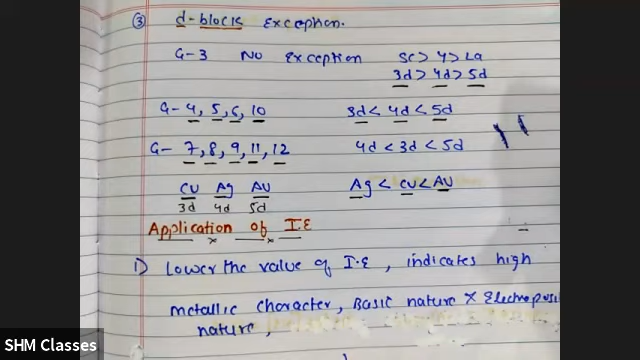 ③ d-block Exception.
G-3 No Exception Sc > Y > La
3d > 4d > 5d
G-4, 5, 6, 10 3d < 4d < 5d
G- 7, 8, 9, 11, 12 4d < 3d < 5d
CU Ag AU Ag < CU < AU
3d 4d 5d
Application of I.E
1) Lower the value of I.E, indicates high
metallic character, Basic nature x Electroposi
nature,
SHM Classes